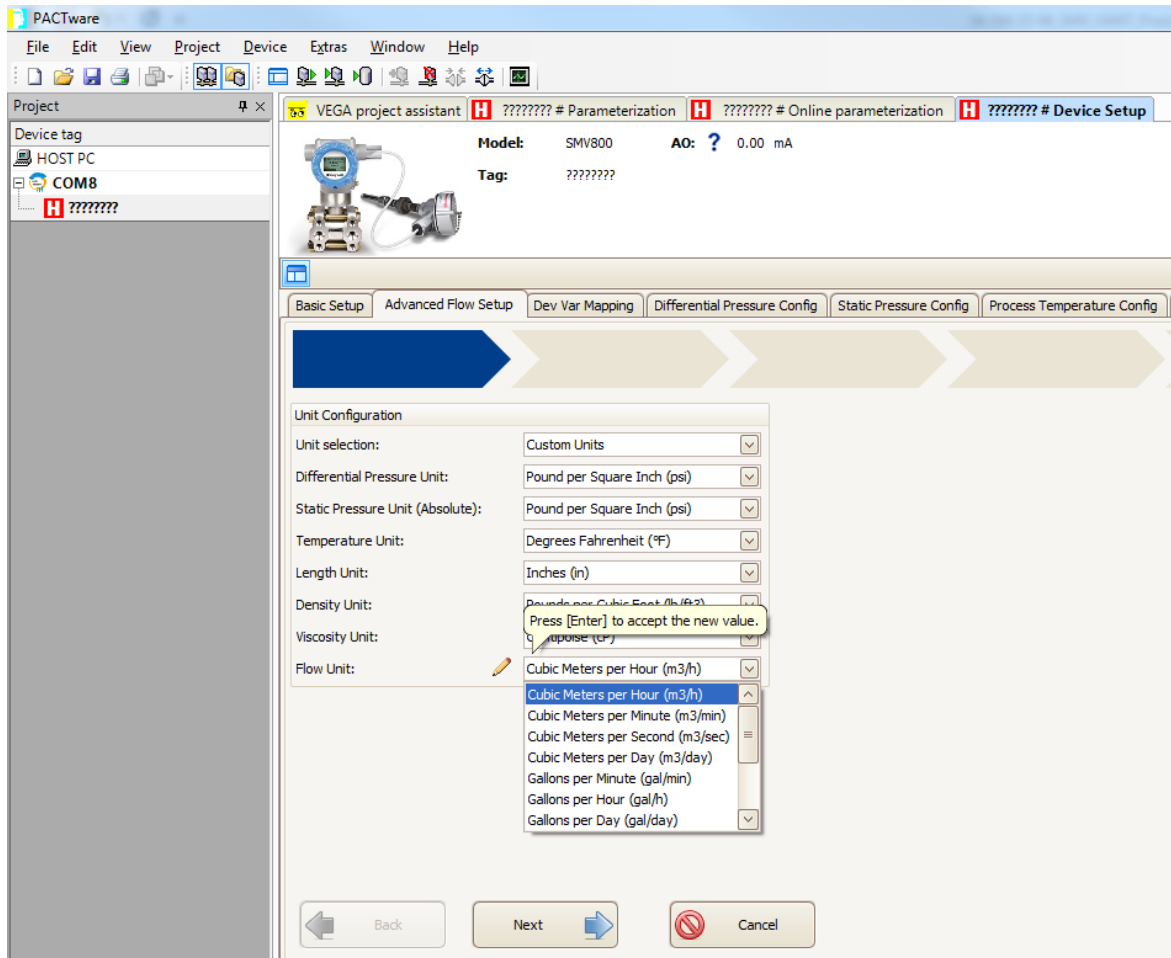 PACTware
File Edit View Project Device Extras Window Help
Project
Device tag
HOST PC
COM8
H ????????
VEGA project assistant H ???????? # Parameterization H ???????? # Online parameterization H ???????? # Device Setup
Model: SMV800 AO: ? 0.00 mA
Tag: ????????
Basic Setup Advanced Flow Setup Dev Var Mapping Differential Pressure Config Static Pressure Config Process Temperature Config
Unit Configuration
Unit selection: Custom Units
Differential Pressure Unit: Pound per Square Inch (psi)
Static Pressure Unit (Absolute): Pound per Square Inch (psi)
Temperature Unit: Degrees Fahrenheit (°F)
Length Unit: Inches (in)
Density Unit: Pounds per Cubic Foot (lb/ft3)
Press [Enter] to accept the new value.
Viscosity Unit: (cP)
Flow Unit: Cubic Meters per Hour (m3/h)
Cubic Meters per Hour (m3/h)
Cubic Meters per Minute (m3/min)
Cubic Meters per Second (m3/sec)
Cubic Meters per Day (m3/day)
Gallons per Minute (gal/min)
Gallons per Hour (gal/h)
Gallons per Day (gal/day)
Back Next Cancel